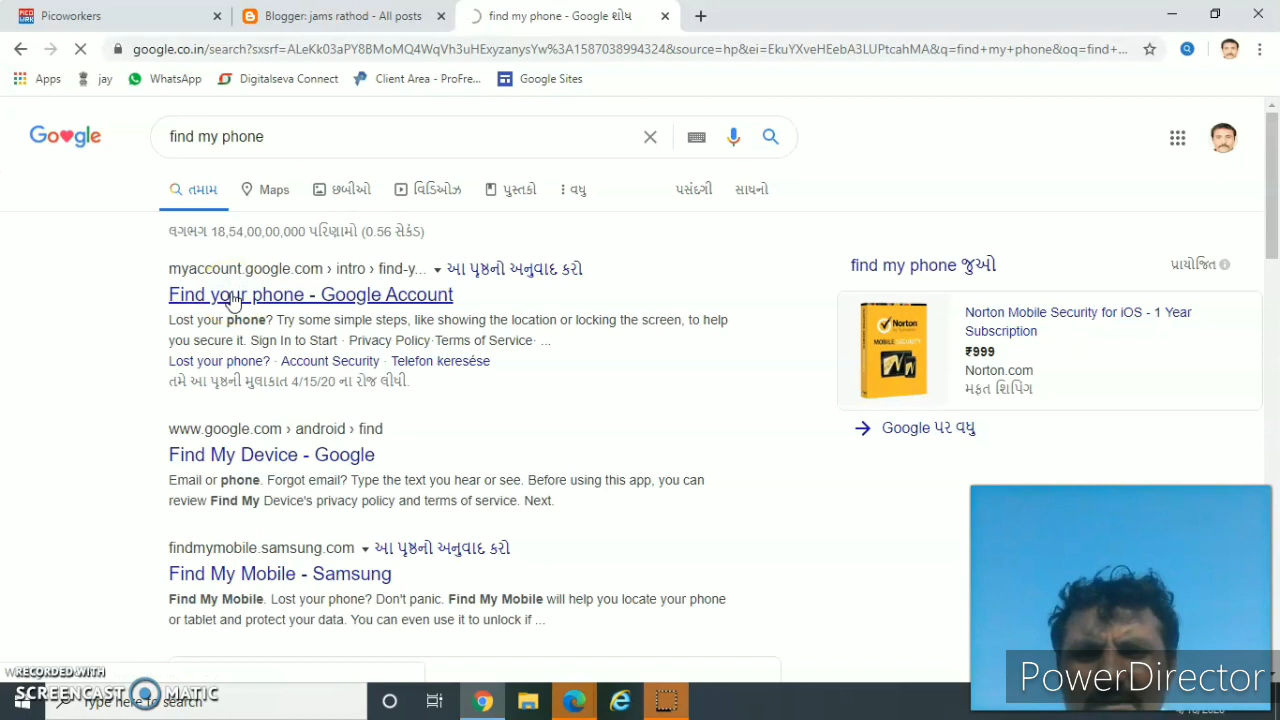 Picoworkers
Blogger: jams rathod - All posts
find my phone - Google શોધ
google.co.in/search?sxsrf=ALeKk03aPY8BMoMQ4WqVh3uHExyzanysYw%3A1587038994324&source=hp&ei=EkuYXveHEebA3LUPtcahMA&q=find+my+phone&oq=find+...
Apps
jay
WhatsApp
Digitalseva Connect
Client Area - ProFre...
Google Sites
find my phone
તમામ
Maps
છબીઓ
વિડિઓઝ
પુસ્તકો
વધુ
પસંદગી
સાધનો
લગભગ 18,54,00,00,000 પરિણામો (0.56 સેકંડ)
myaccount.google.com › intro › find-y... આ પૃષ્ઠનો અનુવાદ કરો
Find your phone - Google Account
Lost your phone? Try some simple steps, like showing the location or locking the screen, to help
you secure it. Sign In to Start · Privacy Policy·Terms of Service· ...
Lost your phone? · Account Security · Telefon keresése
તમે આ પૃષ્ઠની મુલાકાત 4/15/20 ના રોજ લીધી.
www.google.com › android › find
Find My Device - Google
Email or phone. Forgot email? Type the text you hear or see. Before using this app, you can
review Find My Device's privacy policy and terms of service. Next.
findmymobile.samsung.com આ પૃષ્ઠનો અનુવાદ કરો
Find My Mobile - Samsung
Find My Mobile. Lost your phone? Don't panic. Find My Mobile will help you locate your phone
or tablet and protect your data. You can even use it to unlock if ...
find my phone જુઓ
પ્રાયોજિત
Norton
MOBILE SECURITY
Norton Mobile Security for iOS - 1 Year
Subscription
₹999
Norton.com
મફત શિપિંગ
Google પર વધુ
RECORDED WITH
SCREENCAST MATIC
Type here to search
PowerDirector